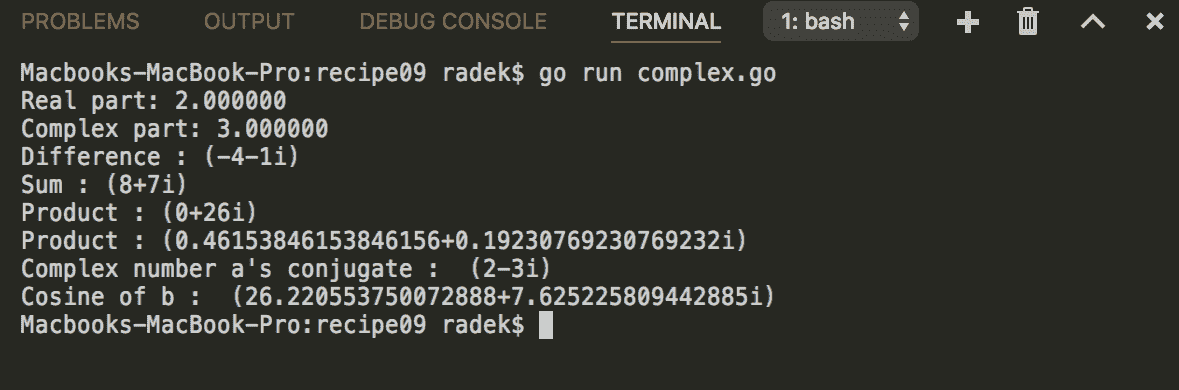 PROBLEMS OUTPUT DEBUG CONSOLE TERMINAL 1: bash
Macbooks-MacBook-Pro:recipe09 radek$ go run complex.go
Real part: 2.000000
Complex part: 3.000000
Difference : (-4-1i)
Sum : (8+7i)
Product : (0+26i)
Product : (0.46153846153846156+0.19230769230769232i)
Complex number a's conjugate :  (2-3i)
Cosine of b :  (26.220553750072888+7.625225809442885i)
Macbooks-MacBook-Pro:recipe09 radek$